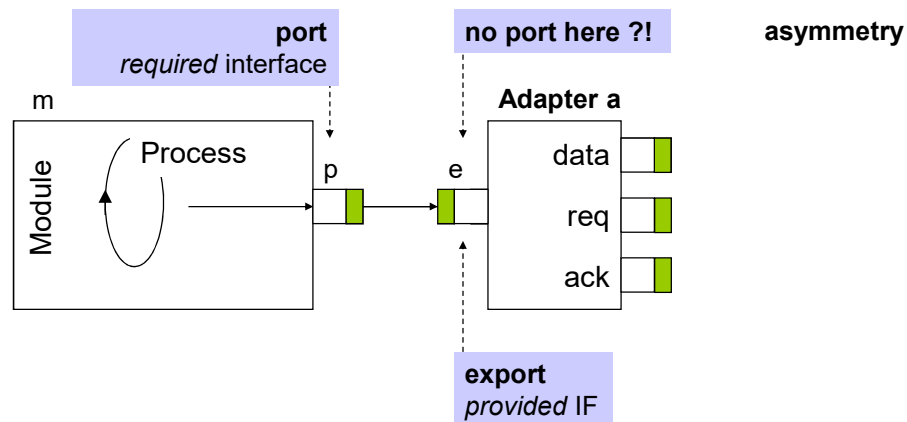 port
required interface
no port here ?!
asymmetry
m
Adapter a
Module
Process
p
e
data
req
ack
export
provided IF